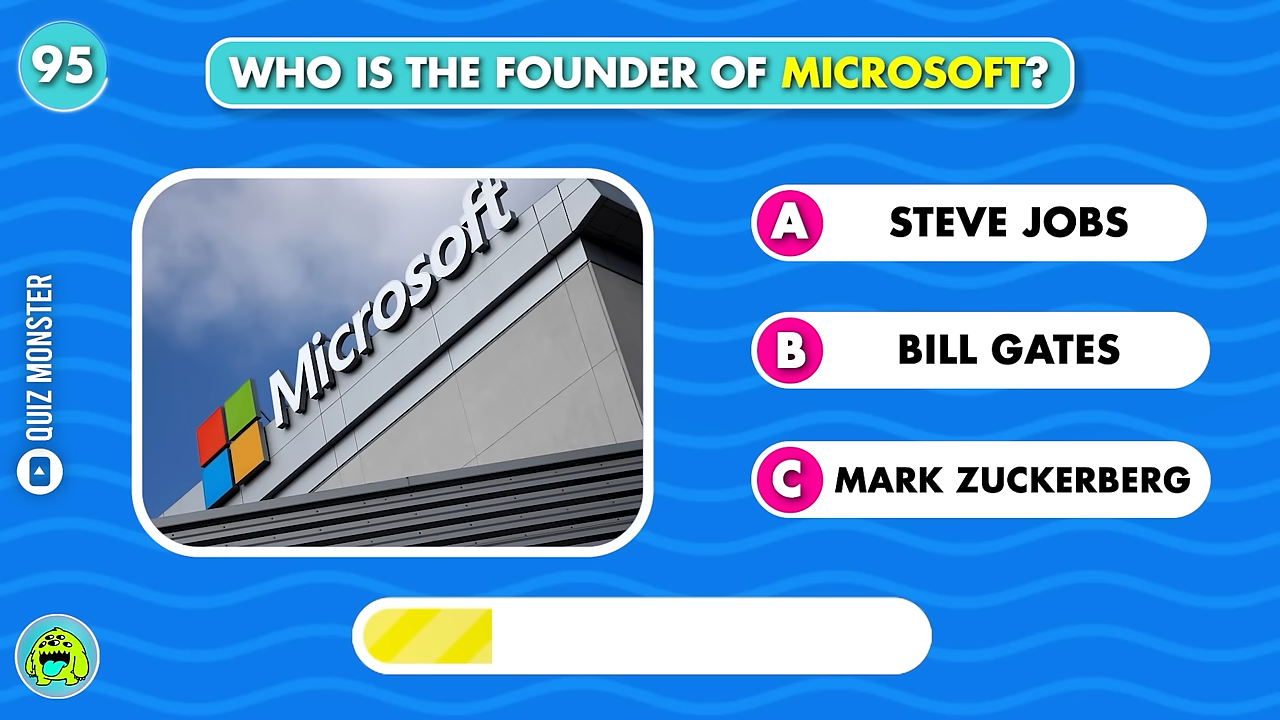 95
WHO IS THE FOUNDER OF MICROSOFT?
Microsoft
A STEVE JOBS
B BILL GATES
C MARK ZUCKERBERG
QUIZ MONSTER